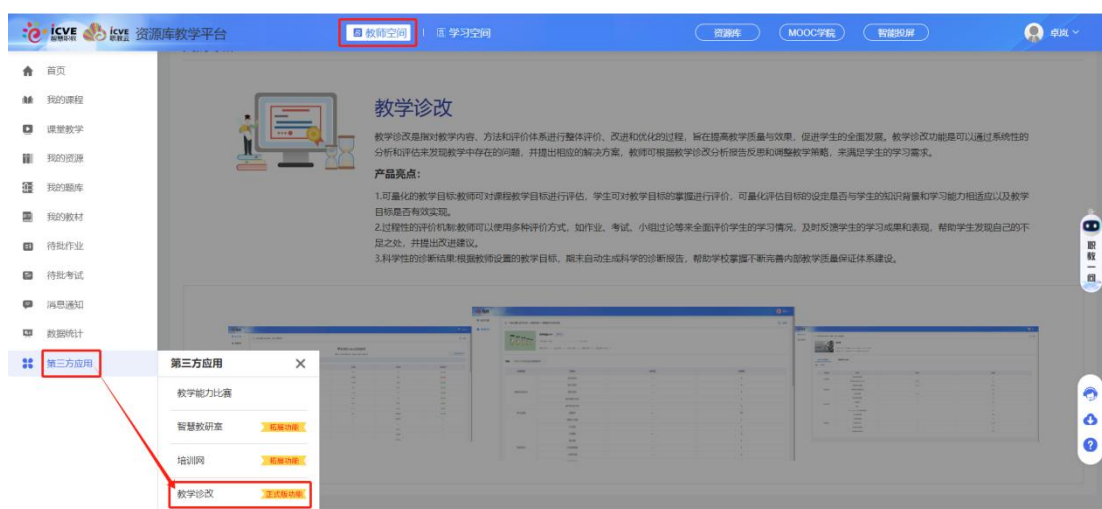 icve 智慧职教 icve 职教云 资源库教学平台
教师空间
学习空间
资源库
MOOC学院
智能投屏
卓岚
首页
我的课程
课堂教学
我的资源
我的题库
我的教材
待批作业
待批考试
消息通知
数据统计
第三方应用
第三方应用
教学能力比赛
智慧教研室 拓展功能
培训网 拓展功能
教学诊改 正式版功能
教学诊改
教学诊改是指对教学内容、方法和评价体系进行整体评价、改进和优化的过程，旨在提高教学质量与效果，促进学生的全面发展。教学诊改功能是可以通过系统性的
分析和评估来发现教学中存在的问题，并提出相应的解决方案，教师可根据教学诊改分析报告反思和调整教学策略，来满足学生的学习需求。
产品亮点：
1.可量化的教学目标:教师可对课程教学目标进行评估，学生可对教学目标的掌握进行评价，可量化评估目标的设定是否与学生的知识背景和学习能力相适应以及教学
目标是否有效实现。
2.过程性的评价机制:教师可以使用多种评价方式，如作业、考试、小组讨论等来全面评价学生的学习情况，及时反馈学生的学习成果和表现，帮助学生发现自己的不
足之处，并提出改进建议。
3.科学性的诊断结果:根据教师设置的教学目标，期末自动生成科学的诊断报告，帮助学校掌握不断完善内部教学质量保证体系建设。
职教一问